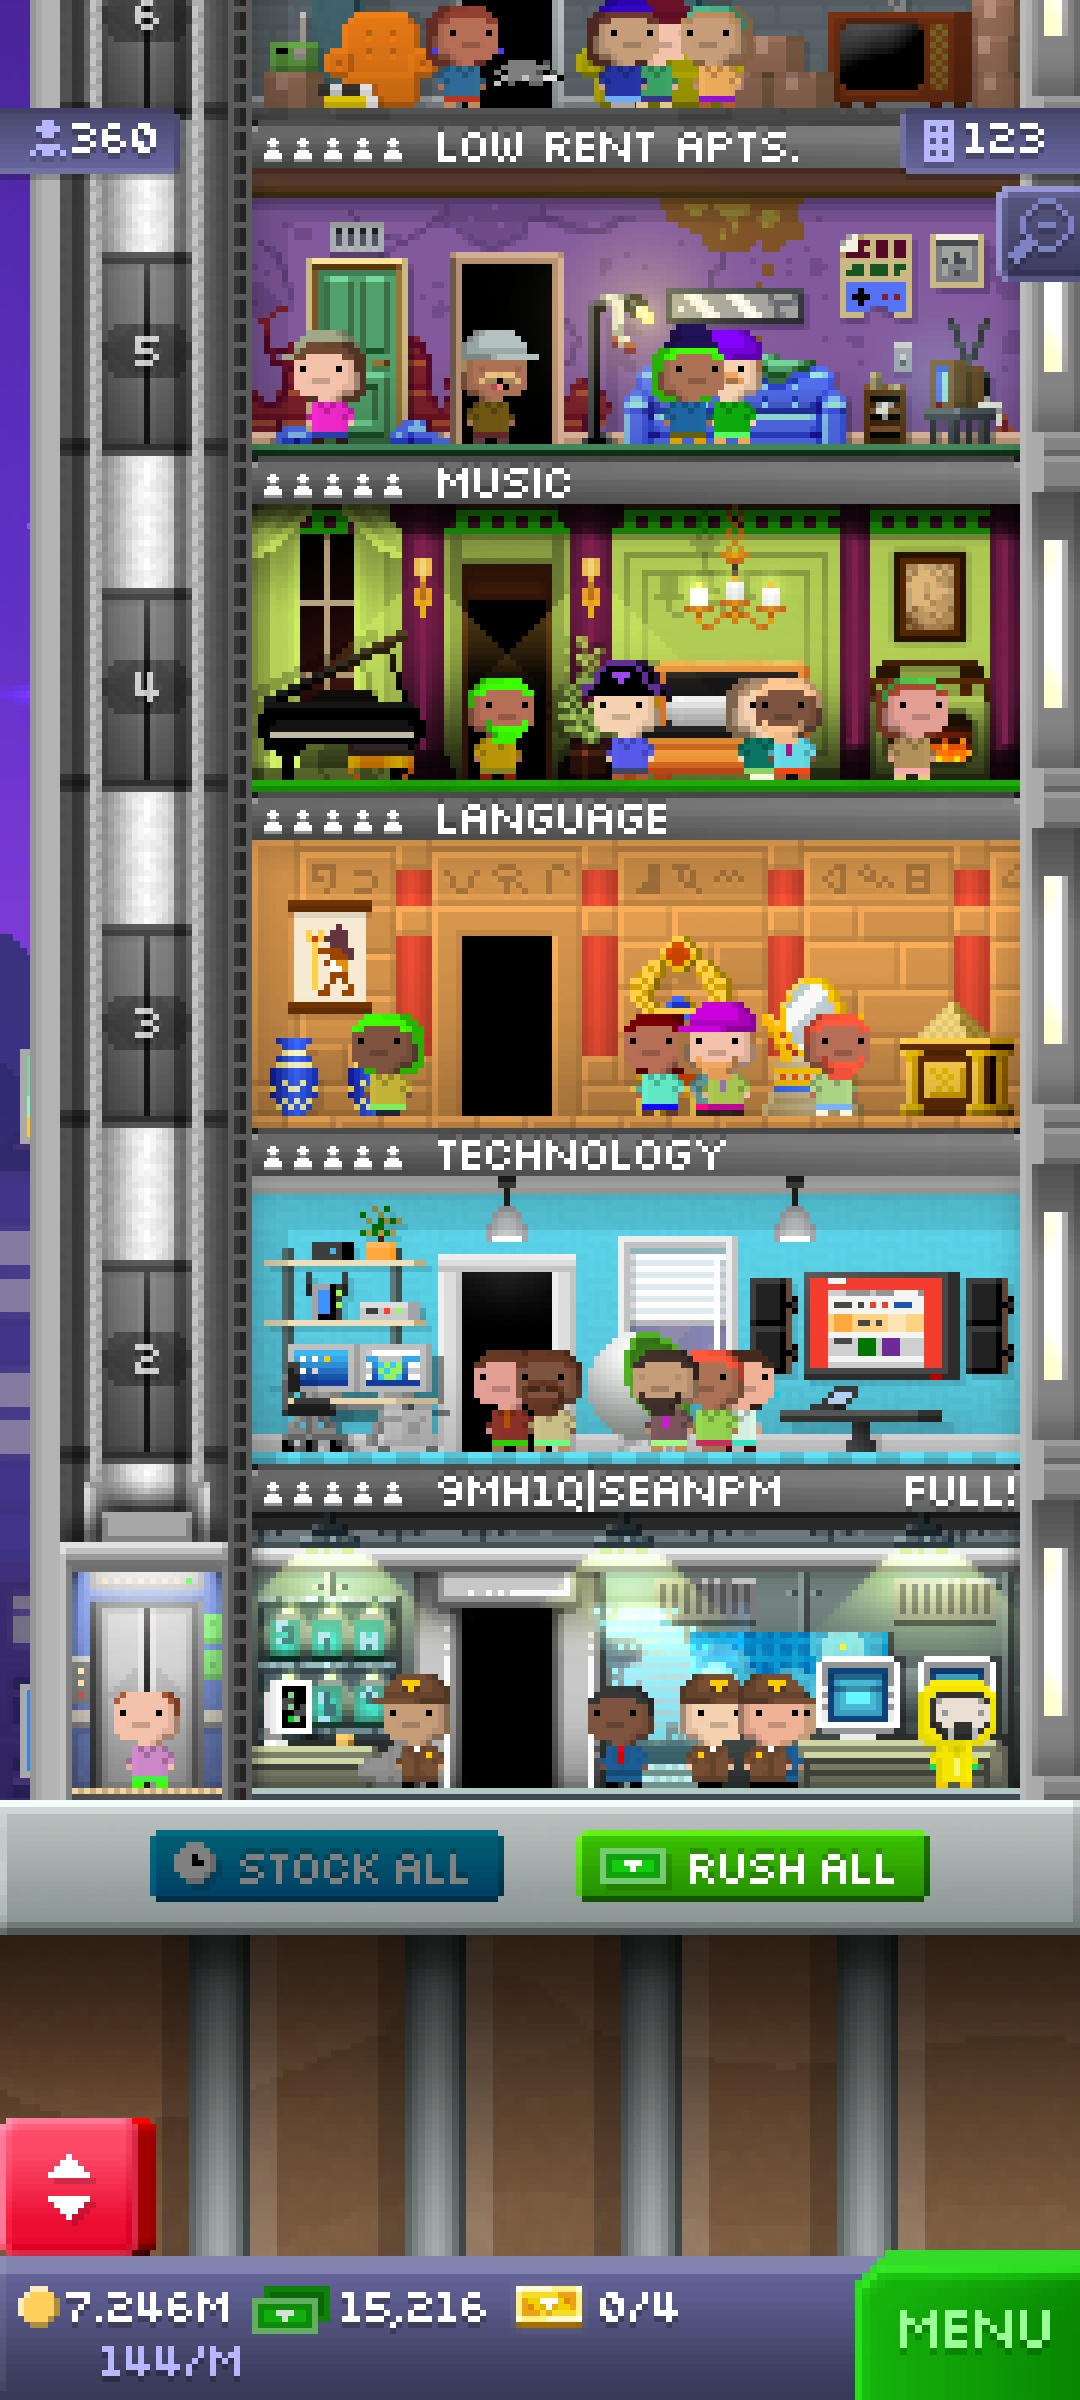 6
360
LOW RENT APTS.
123
5
MUSIC
4
LANGUAGE
3
TECHNOLOGY
2
9MH1Q|SEANPM FULL!
STOCK ALL
RUSH ALL
7.246M 15,216 0/4
144/M
MENU